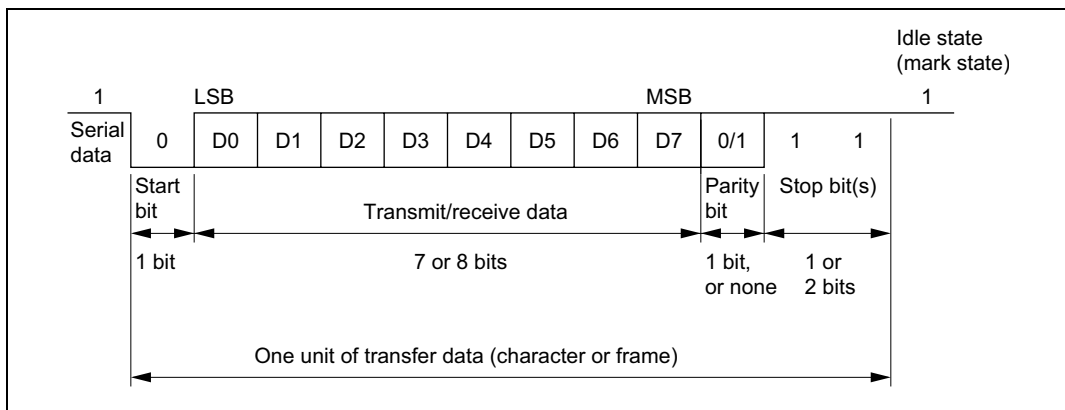 Idle state
(mark state)
1 LSB MSB 1
Serial
data
0 D0 D1 D2 D3 D4 D5 D6 D7 0/1 1 1
Start
bit
Transmit/receive data
Parity
bit
Stop bit(s)
1 bit
7 or 8 bits
1 bit,
or none
1 or
2 bits
One unit of transfer data (character or frame)